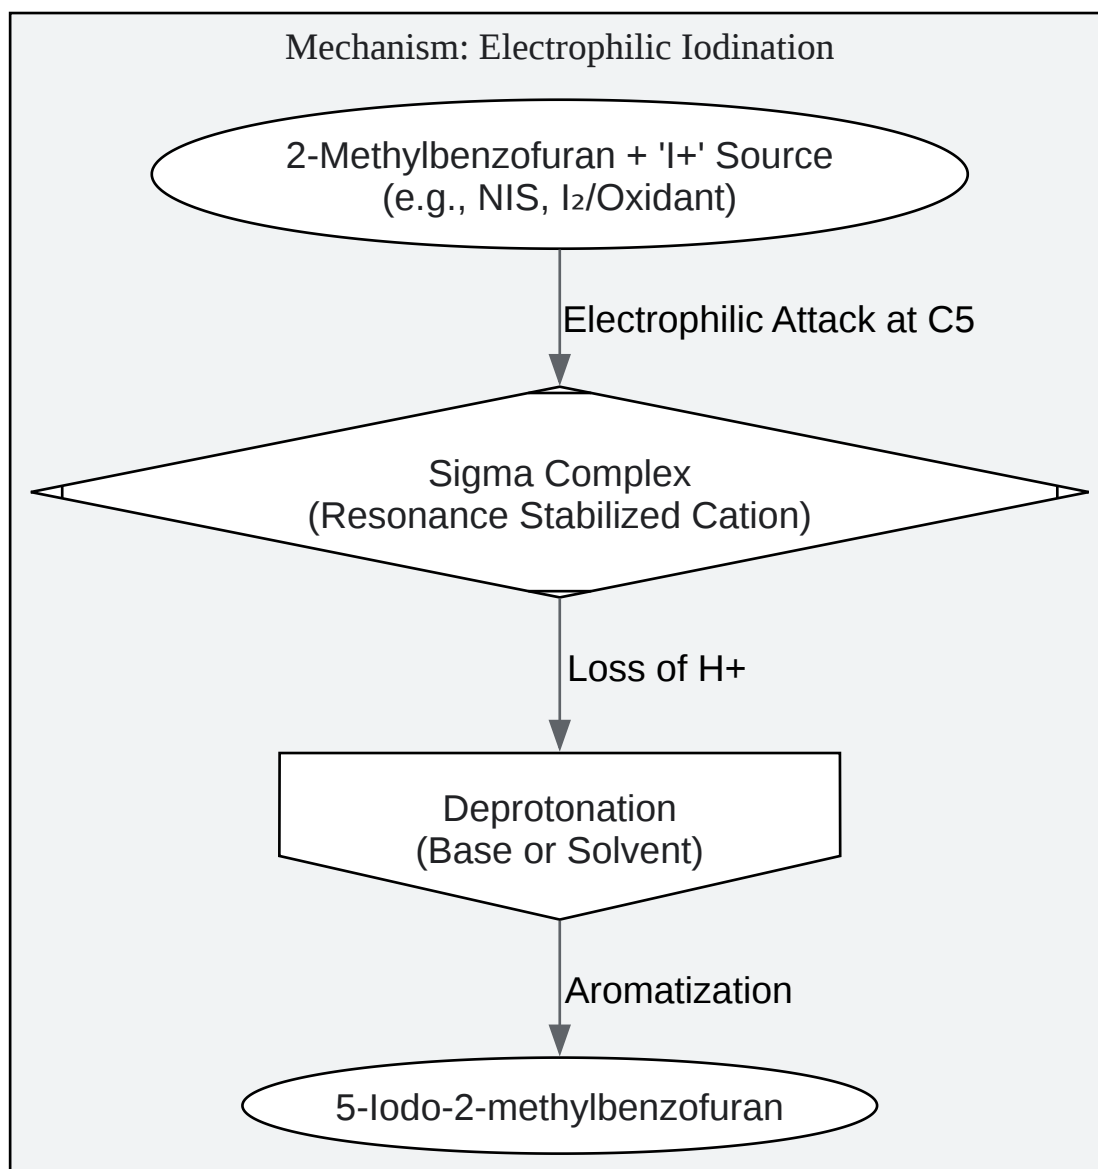 Mechanism: Electrophilic Iodination
2-Methylbenzofuran + 'I+' Source
(e.g., NIS, I₂/Oxidant)
Electrophilic Attack at C5
Sigma Complex
(Resonance Stabilized Cation)
Loss of H+
Deprotonation
(Base or Solvent)
Aromatization
5-Iodo-2-methylbenzofuran